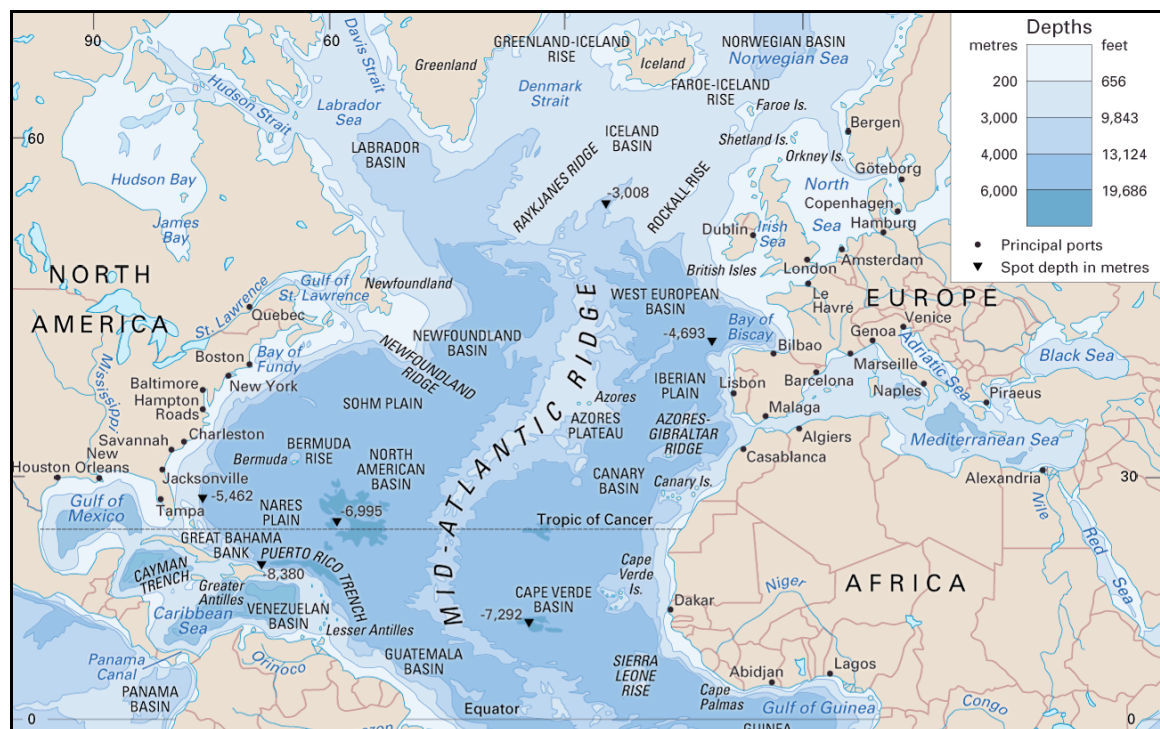 90
60
Davis Strait
Greenland
GREENLAND-ICELAND
RISE
NORWEGIAN BASIN
Norwegian Sea
Iceland
Depths
metres
feet
200
656
3,000
9,843
4,000
13,124
6,000
19,686
Principal ports
Spot depth in metres
Hudson Strait
Labrador
Sea
Denmark
Strait
FAROE-ICELAND
RISE
Faroe Is.
60
LABRADOR
BASIN
ICELAND
BASIN
Shetland Is.
Bergen
Orkney Is.
Göteborg
Hudson Bay
RAYKJANES RIDGE
-3,008
ROCKALL RISE
North
Sea
Copenhagen
Hamburg
James
Bay
Dublin
Irish
Sea
Amsterdam
London
British Isles
NORTH
AMERICA
Gulf of
St. Lawrence
Newfoundland
St. Lawrence
Quebec
WEST EUROPEAN
BASIN
Le
Havre
EUROPE
Bay of
Biscay
-4,693
Genoa
Venice
NEWFOUNDLAND
BASIN
NEWFOUNDLAND
RIDGE
Boston
Bay of
Fundy
New York
Bilbao
Marseille
Adriatic Sea
Black Sea
Mississippi
Baltimore
Hampton
Roads
SOHM PLAIN
Azores
AZORES
PLATEAU
IBERIAN
PLAIN
Lisbon
Barcelona
Naples
Piraeus
Malaga
AZORES-
GIBRALTAR
RIDGE
Algiers
Mediterranean Sea
Casablanca
Savannah
Charleston
New
Orleans
Houston
BERMUDA
RISE
Bermuda
NORTH
AMERICAN
BASIN
MID-ATLANTIC RIDGE
CANARY
BASIN
Canary Is.
Alexandria
30
Jacksonville
-5,462
Gulf of
Mexico
Tampa
NARES
PLAIN
-6,995
Tropic of Cancer
Nile
Red Sea
GREAT BAHAMA
BANK
PUERTO RICO TRENCH
CAYMAN
TRENCH
-8,380
Greater
Antilles
Cape
Verde
Is.
Niger
AFRICA
Caribbean
Sea
VENEZUELAN
BASIN
Lesser Antilles
CAPE VERDE
BASIN
-7,292
Dakar
Panama
Canal
Orinoco
GUATEMALA
BASIN
SIERRA
LEONE
RISE
Abidjan
Lagos
PANAMA
BASIN
Cape
Palmas
Gulf of Guinea
Congo
0
Equator
0
GUINEA